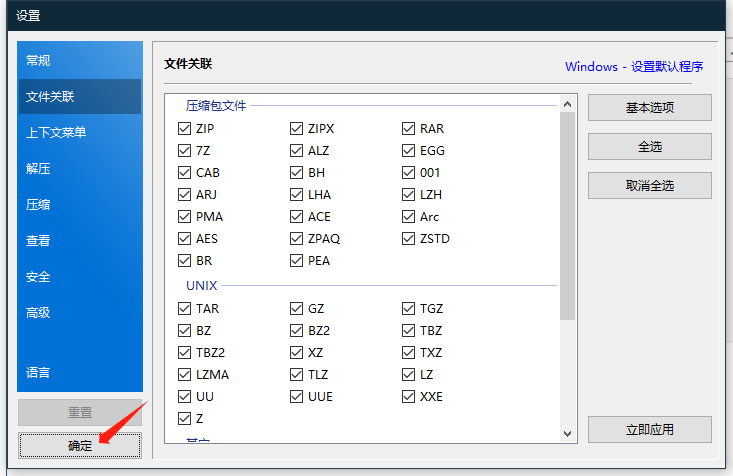 设置
常规
文件关联
上下文菜单
解压
压缩
查看
安全
高级
语言
重置
确定
文件关联
Windows - 设置默认程序
压缩包文件
ZIP ZIPX RAR
7Z ALZ EGG
CAB BH 001
ARJ LHA LZH
PMA ACE Arc
AES ZPAQ ZSTD
BR PEA
UNIX
TAR GZ TGZ
BZ BZ2 TBZ
TBZ2 XZ TXZ
LZMA TLZ LZ
UU UUE XXE
Z
基本选项
全选
取消全选
立即应用